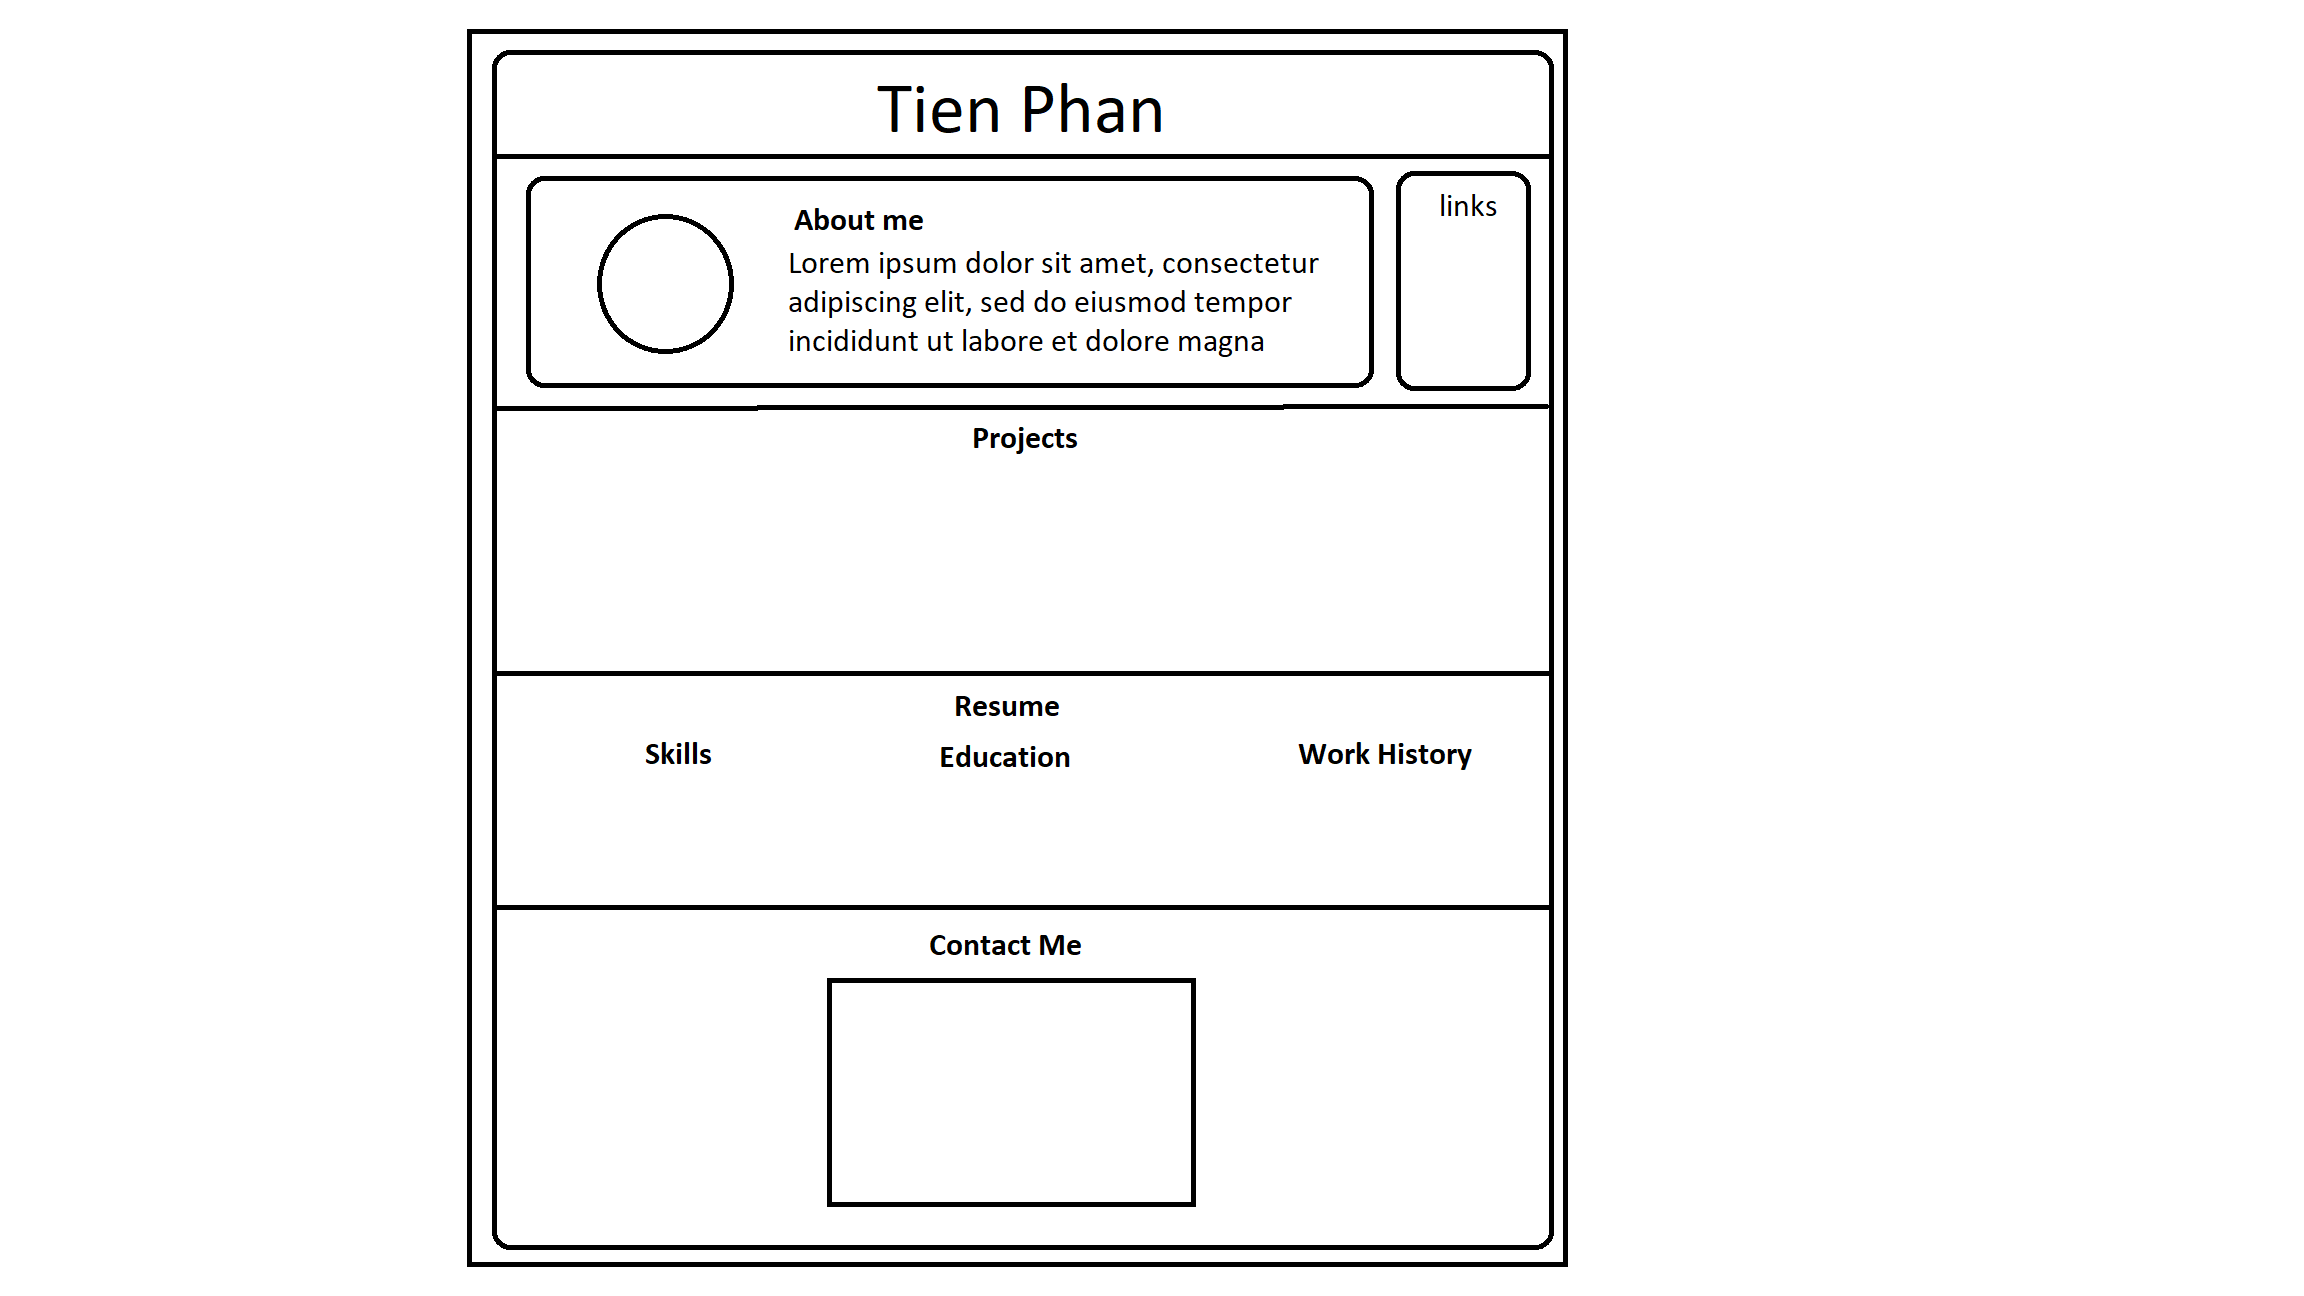 Tien Phan
About me
Lorem ipsum dolor sit amet, consectetur
adipiscing elit, sed do eiusmod tempor
incididunt ut labore et dolore magna
links
Projects
Resume
Skills
Education
Work History
Contact Me